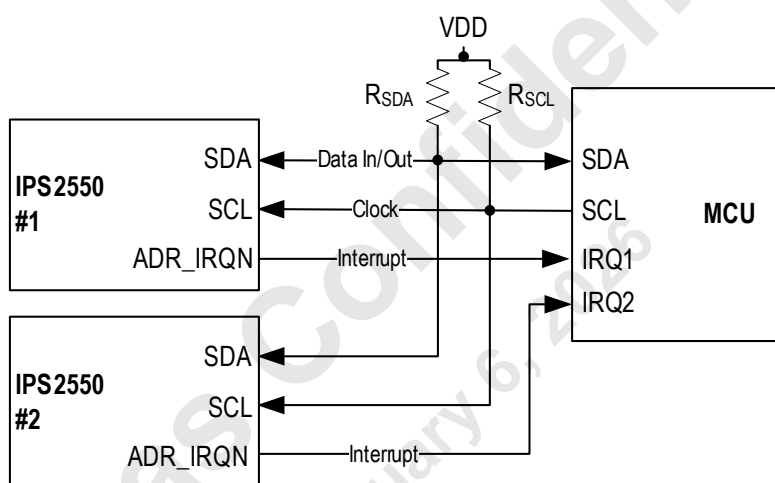 VDD
RSDA
RSCL
IPS2550
#1
SDA
SCL
ADR_IRQN
Data In/Out
Clock
Interrupt
SDA
SCL
IRQ1
IRQ2
MCU
IPS2550
#2
SDA
SCL
ADR_IRQN
Interrupt